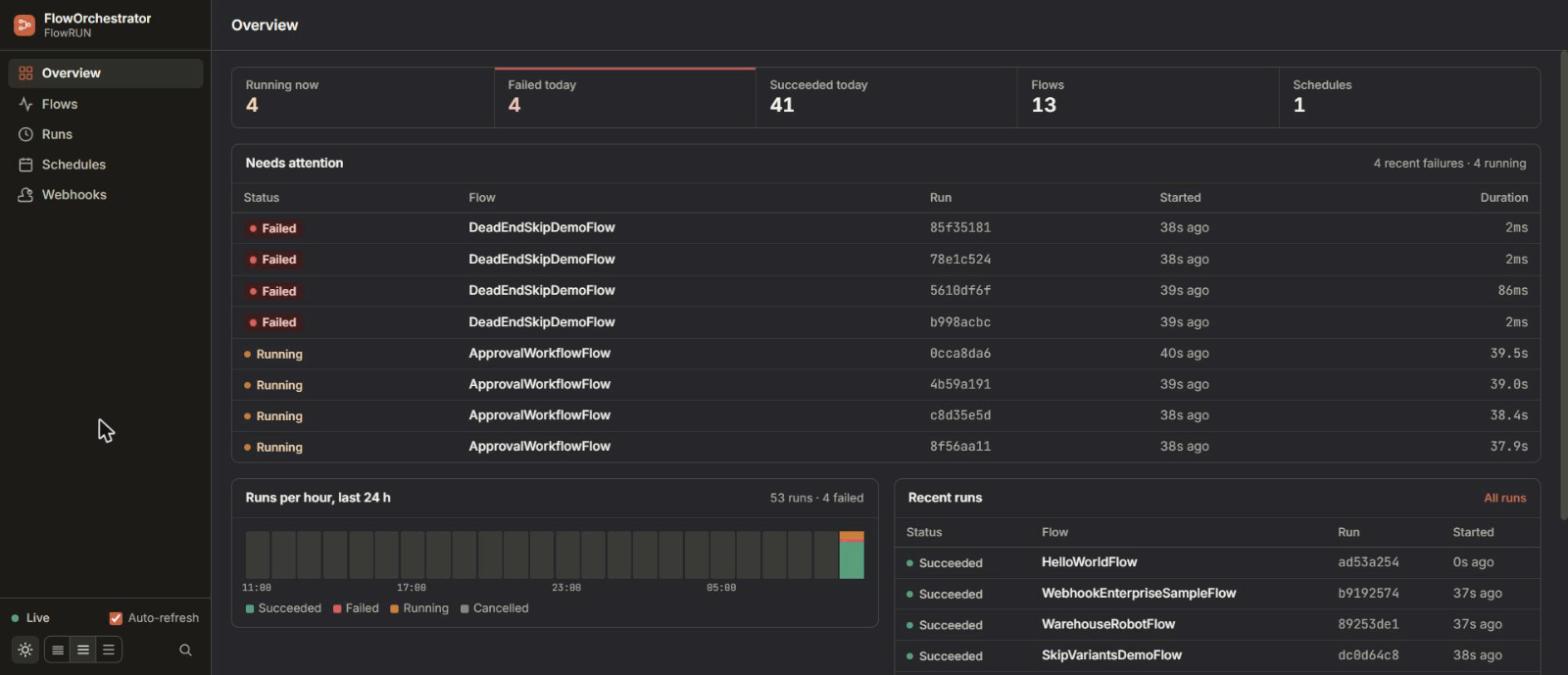 FlowOrchestrator
FlowRUN
Overview
Flows
Runs
Schedules
Webhooks
Live
Auto-refresh
Overview
Running now
4
Failed today
4
Succeeded today
41
Flows
13
Schedules
1
Needs attention
4 recent failures · 4 running
Status Flow Run Started Duration
Failed DeadEndSkipDemoFlow 85f35181 38s ago 2ms
Failed DeadEndSkipDemoFlow 78e1c524 38s ago 2ms
Failed DeadEndSkipDemoFlow 5610df6f 39s ago 86ms
Failed DeadEndSkipDemoFlow b998acbc 39s ago 2ms
Running ApprovalWorkflowFlow 0cca8da6 40s ago 39.5s
Running ApprovalWorkflowFlow 4b59a191 39s ago 39.0s
Running ApprovalWorkflowFlow c8d35e5d 38s ago 38.4s
Running ApprovalWorkflowFlow 8f56aa11 38s ago 37.9s
Runs per hour, last 24 h
53 runs · 4 failed
11:00 17:00 23:00 05:00
Succeeded Failed Running Cancelled
Recent runs
All runs
Status Flow Run Started
Succeeded HelloWorldFlow ad53a254 0s ago
Succeeded WebhookEnterpriseSampleFlow b9192574 37s ago
Succeeded WarehouseRobotFlow 89253de1 37s ago
Succeeded SkipVariantsDemoFlow dc0d64c8 38s ago